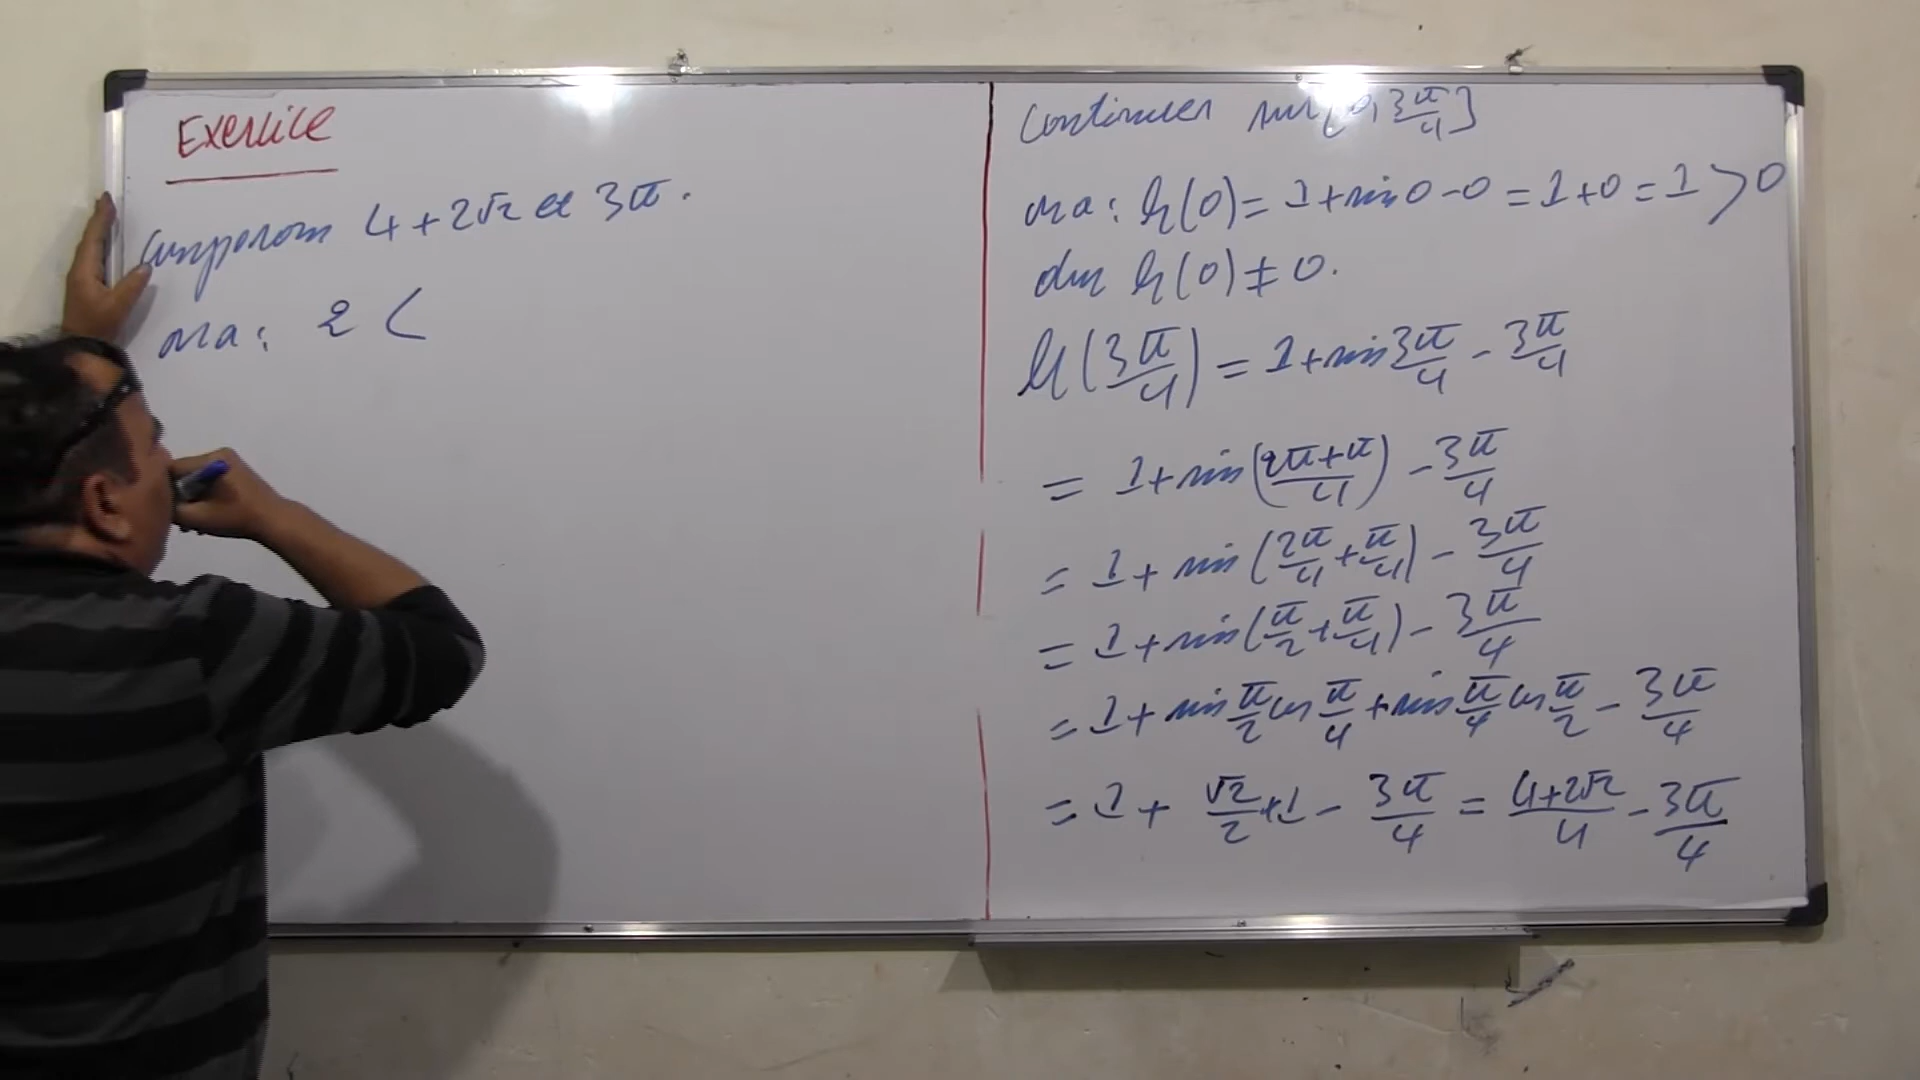 Exercice
Comparons 4+2√2 et 3π.
on a : 2 <
continues sur [0, 3π/4]
on a : h(0) = 1+sin0-0 = 1+0 = 1 > 0
donc h(0) ≠ 0.
h(3π/4) = 1+sin 3π/4 - 3π/4
= 1+sin((2π+π)/4) - 3π/4
= 1+sin(2π/4 + π/4) - 3π/4
= 1+sin(π/2 + π/4) - 3π/4
= 1+sin π/2 cos π/4 + sin π/4 cos π/2 - 3π/4
= 1+ √2/2 +1 - 3π/4 = (4+2√2)/4 - 3π/4